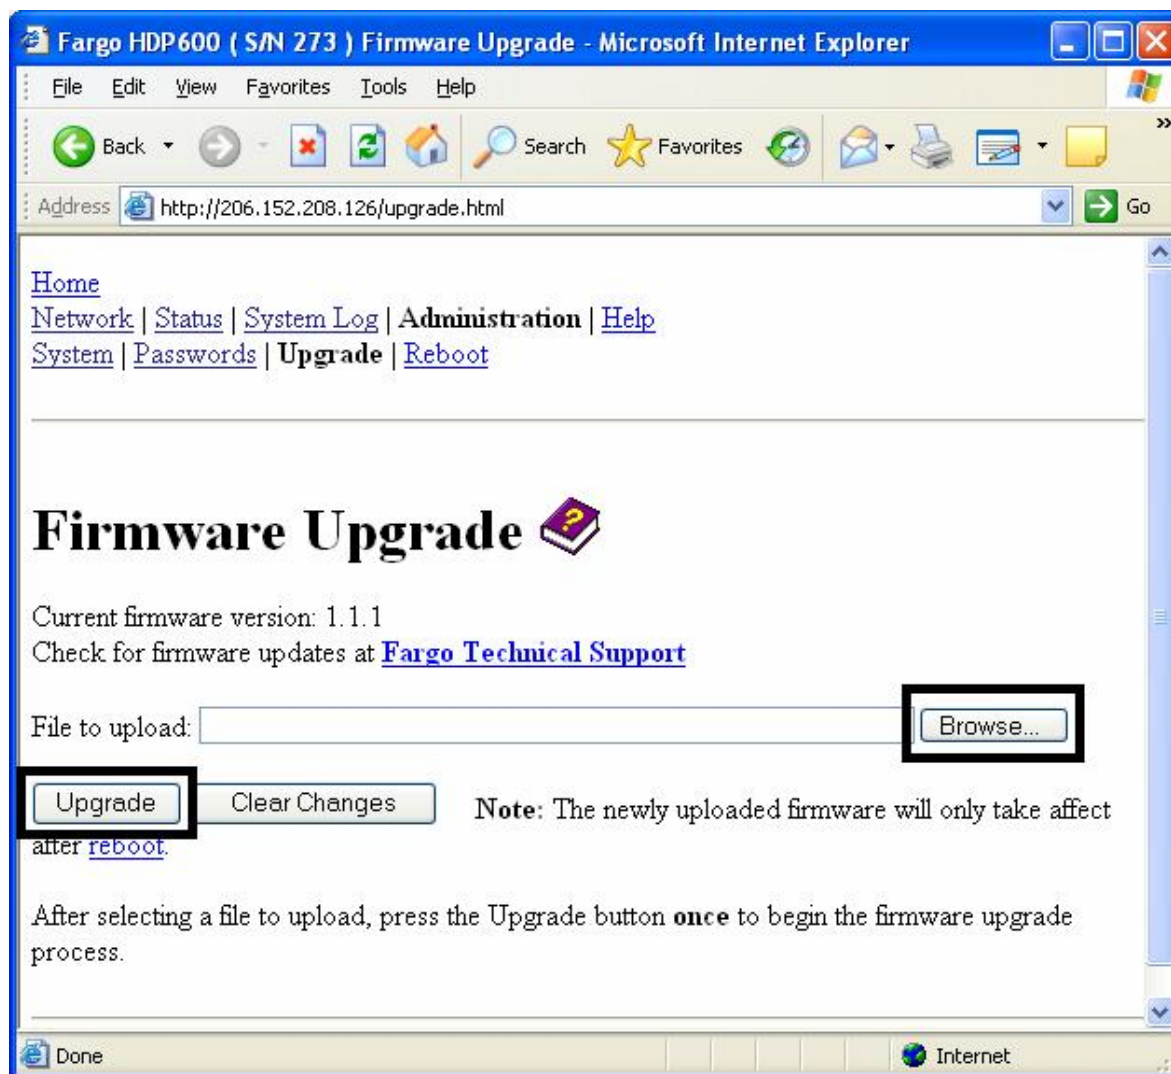 Fargo HDP600 ( S/N 273 ) Firmware Upgrade - Microsoft Internet Explorer
File Edit View Favorites Tools Help
Back Search Favorites »
Address http://206.152.208.126/upgrade.html Go
Home
Network | Status | System Log | Administration | Help
System | Passwords | Upgrade | Reboot
Firmware Upgrade ?
Current firmware version: 1.1.1
Check for firmware updates at Fargo Technical Support
File to upload: Browse...
Upgrade Clear Changes Note: The newly uploaded firmware will only take affect
after reboot.
After selecting a file to upload, press the Upgrade button once to begin the firmware upgrade
process.
Done Internet